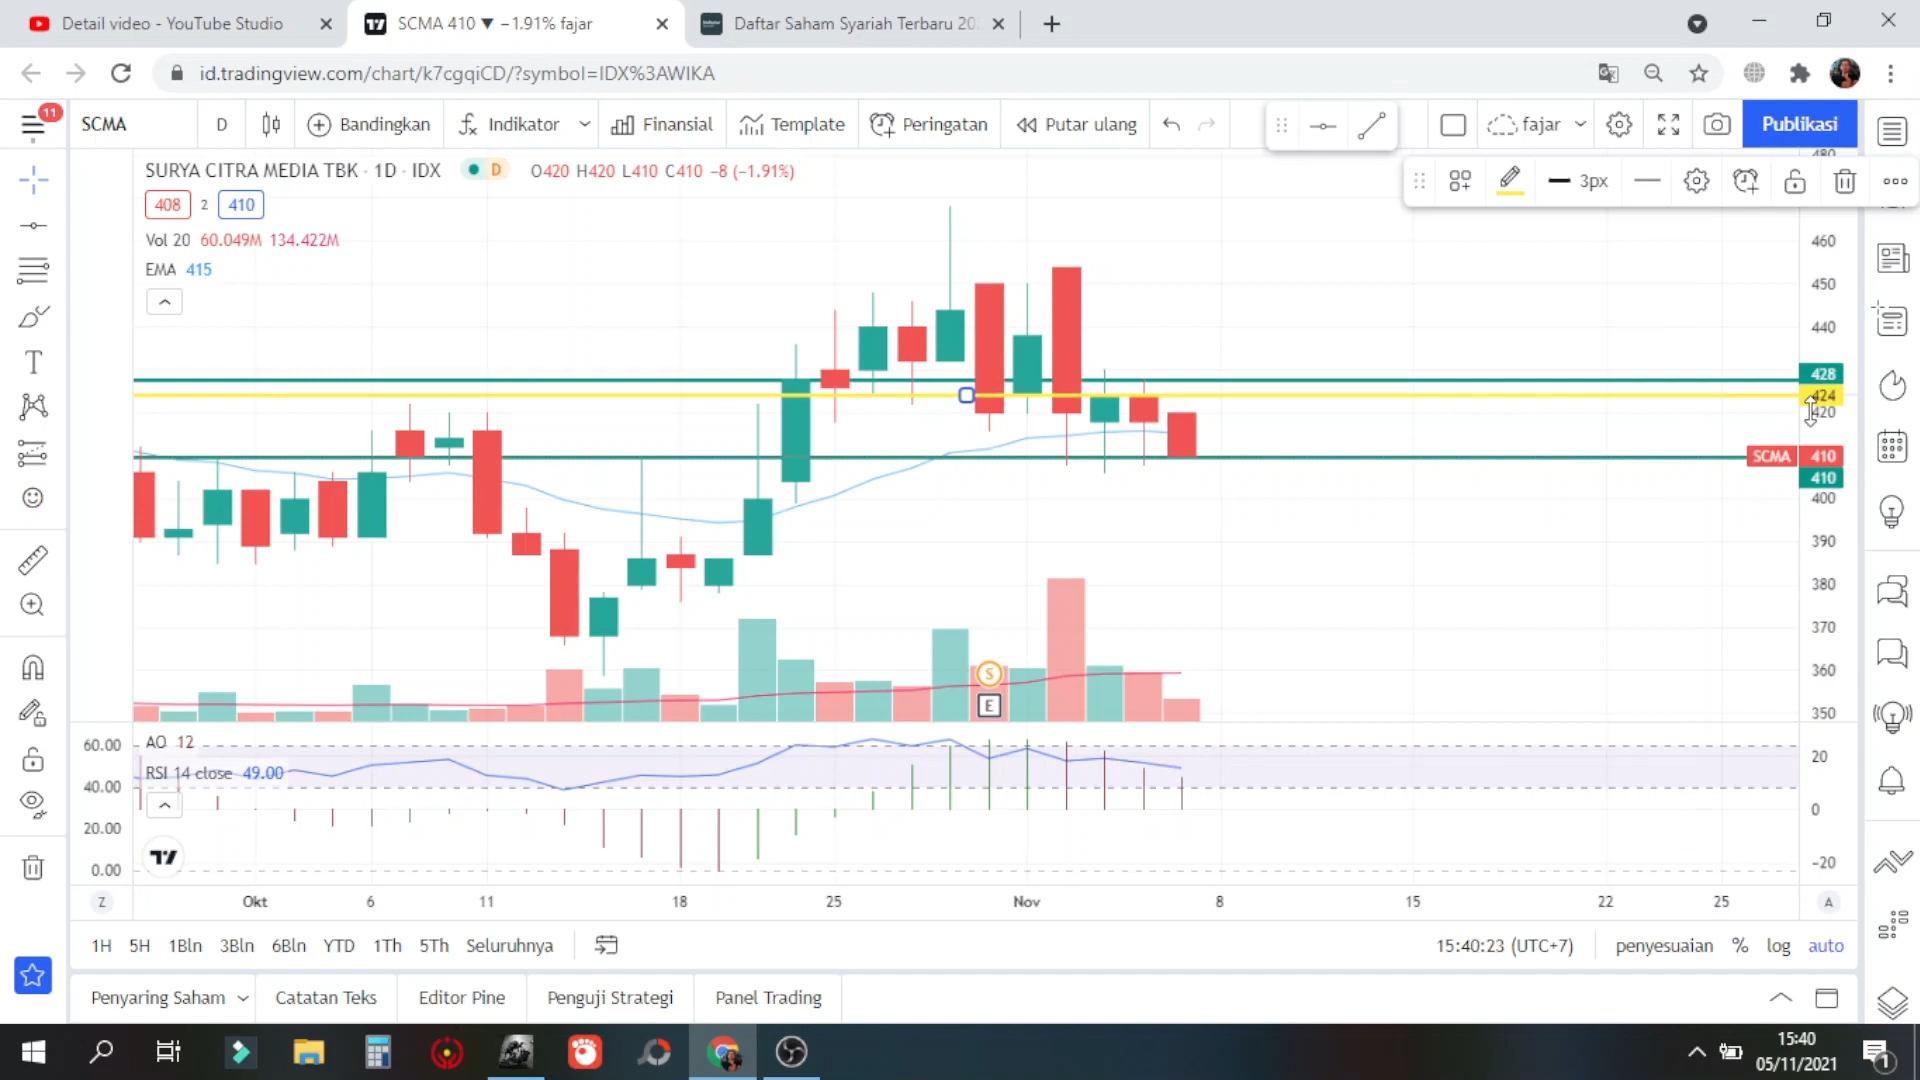 Detail video - YouTube Studio
SCMA 410 ▼ −1.91% fajar
Daftar Saham Syariah Terbaru 20
id.tradingview.com/chart/k7cgqiCD/?symbol=IDX%3AWIKA
11
SCMA
D
Bandingkan
Indikator
Finansial
Template
Peringatan
Putar ulang
fajar
Publikasi
SURYA CITRA MEDIA TBK · 1D · IDX
D
O420 H420 L410 C410 −8 (−1.91%)
3px
408
2
410
Vol 20 60.049M 134.422M
EMA 415
480
460
450
440
428
424
420
SCMA 410
410
400
390
380
370
360
350
S
E
AO 12
RSI 14 close 49.00
60.00
40.00
20.00
0.00
20
0
−20
Z
Okt
6
11
18
25
Nov
8
15
22
25
A
1H
5H
1Bln
3Bln
6Bln
YTD
1Th
5Th
Seluruhnya
15:40:23 (UTC+7)
penyesuaian
%
log
auto
Penyaring Saham
Catatan Teks
Editor Pine
Penguji Strategi
Panel Trading
15:40
05/11/2021
1